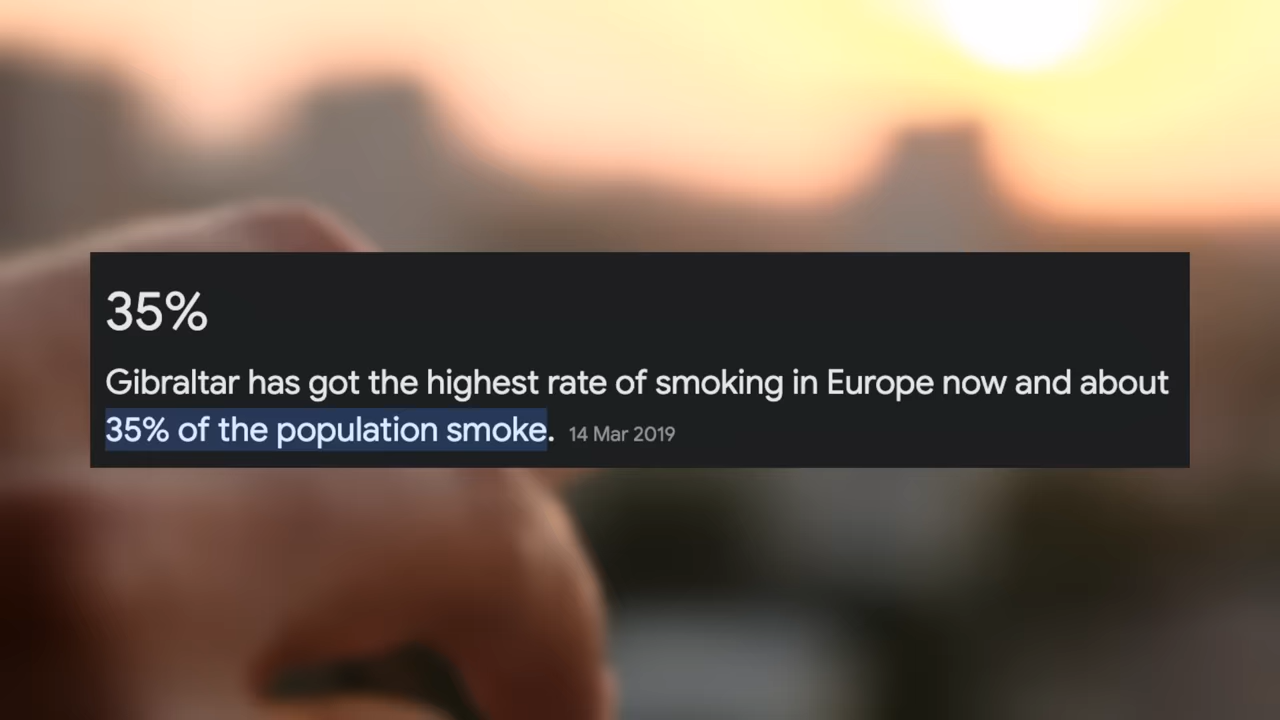 35%
Gibraltar has got the highest rate of smoking in Europe now and about
35% of the population smoke. 14 Mar 2019